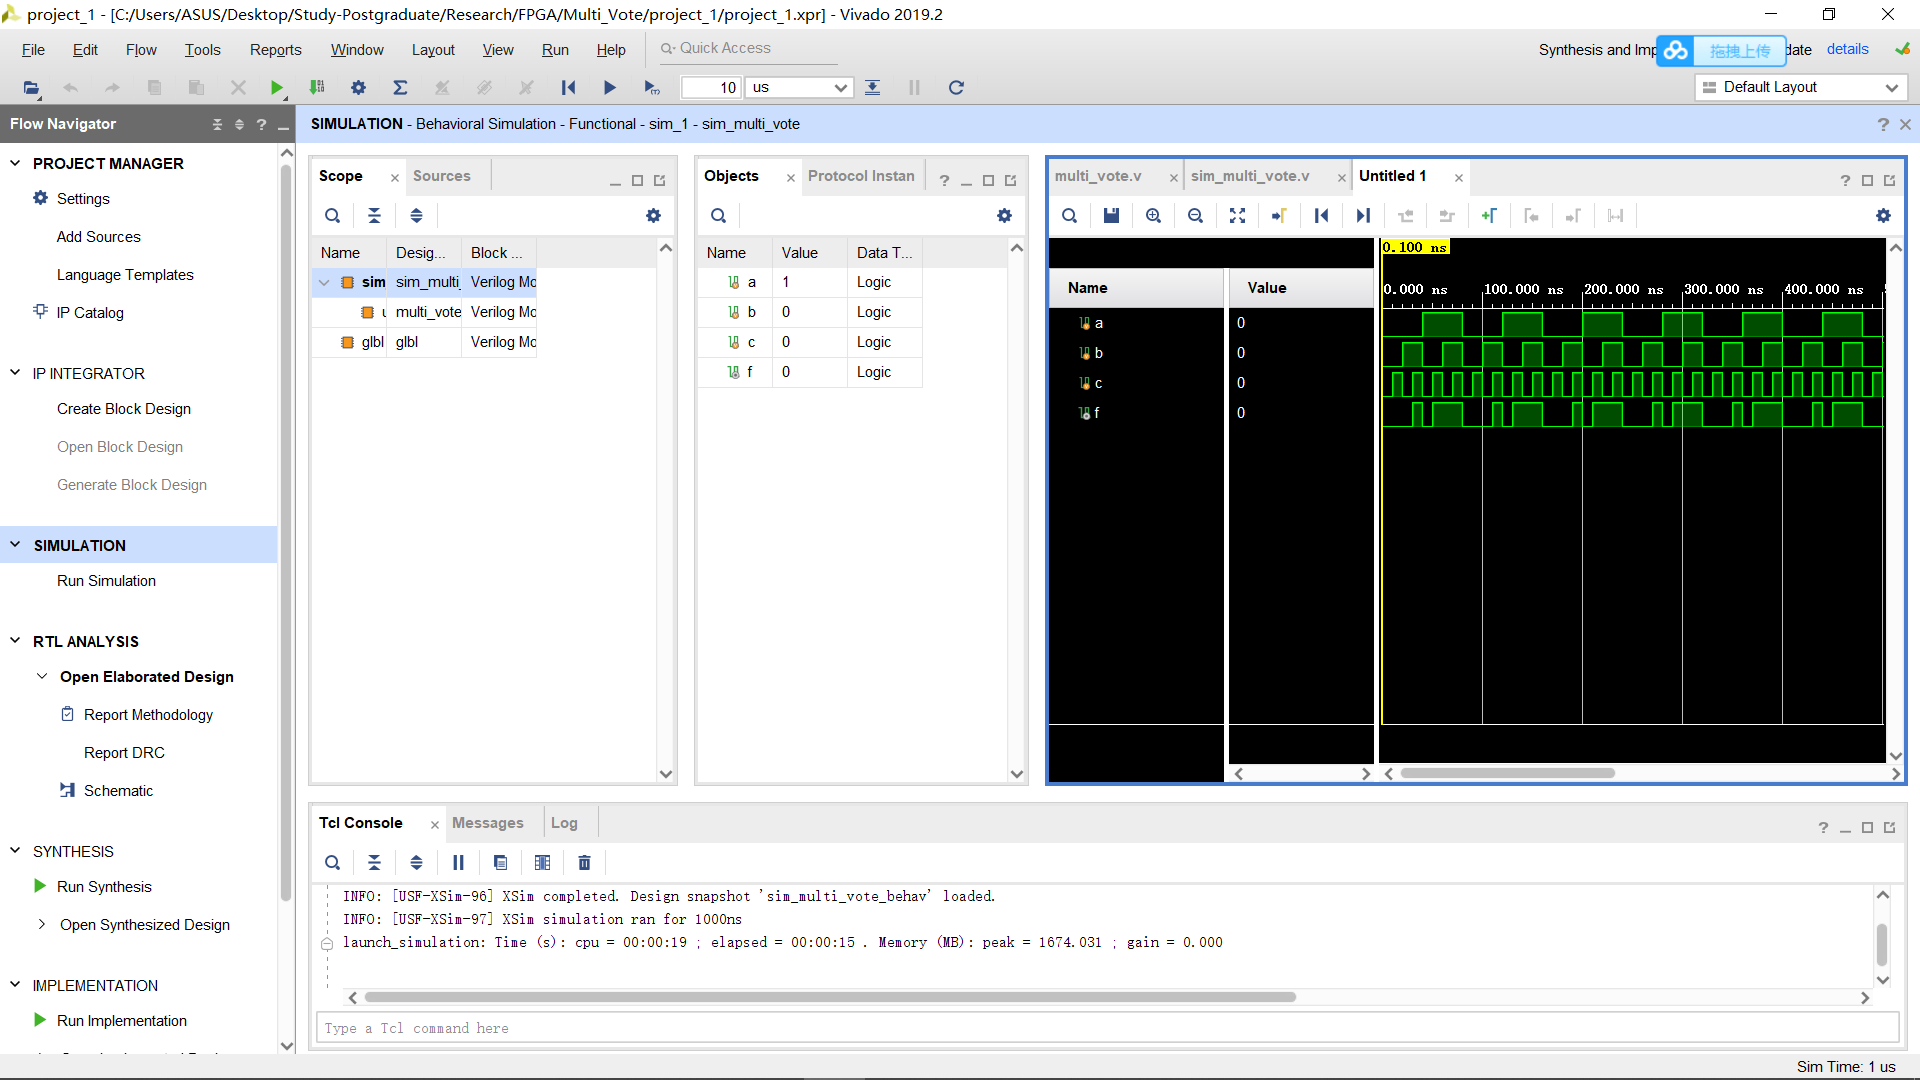 project_1 - [C:/Users/ASUS/Desktop/Study-Postgraduate/Research/FPGA/Multi_Vote/project_1/project_1.xpr] - Vivado 2019.2
File Edit Flow Tools Reports Window Layout View Run Help Quick Access
Synthesis and Imp 拖拽上传 date details
10 us
Default Layout
Flow Navigator
SIMULATION - Behavioral Simulation - Functional - sim_1 - sim_multi_vote
PROJECT MANAGER
Settings
Add Sources
Language Templates
IP Catalog
IP INTEGRATOR
Create Block Design
Open Block Design
Generate Block Design
SIMULATION
Run Simulation
RTL ANALYSIS
Open Elaborated Design
Report Methodology
Report DRC
Schematic
SYNTHESIS
Run Synthesis
Open Synthesized Design
IMPLEMENTATION
Run Implementation
Scope Sources
Name Desig... Block ...
sim sim_multi_ Verilog Mo
u multi_vote Verilog Mo
glbl glbl Verilog Mo
Objects Protocol Instan
Name Value Data T...
a 1 Logic
b 0 Logic
c 0 Logic
f 0 Logic
multi_vote.v sim_multi_vote.v Untitled 1
0.100 ns
Name Value
0.000 ns 100.000 ns 200.000 ns 300.000 ns 400.000 ns
a 0
b 0
c 0
f 0
Tcl Console Messages Log
INFO: [USF-XSim-96] XSim completed. Design snapshot 'sim_multi_vote_behav' loaded.
INFO: [USF-XSim-97] XSim simulation ran for 1000ns
launch_simulation: Time (s): cpu = 00:00:19 ; elapsed = 00:00:15 . Memory (MB): peak = 1674.031 ; gain = 0.000
Type a Tcl command here
Sim Time: 1 us